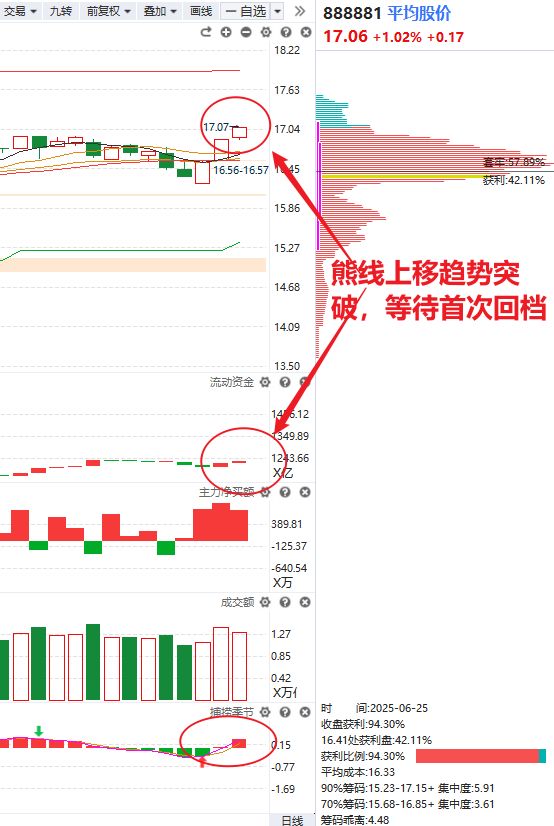 交易 九转 前复权 叠加 画线 一 自选
888881 平均股价
17.06 +1.02% +0.17
18.22
17.63
17.04
16.45
15.86
15.27
14.68
14.09
13.50
17.07
16.56-16.57
套牢:57.89%
获利:42.11%
熊线上移趋势突
破，等待首次回档
流动资金
1349.89
1243.66
X亿
主力净买额
389.81
-125.37
-640.54
X万
成交额
1.27
0.85
0.42
捕捞季节
0.15
-0.77
-1.69
日线
时 间:2025-06-25
收盘获利:94.30%
16.41处获利盘:42.11%
获利比例:94.30%
平均成本:16.33
90%筹码:15.23-17.15+ 集中度:5.91
70%筹码:15.68-16.85+ 集中度:3.61
筹码乖离:4.48